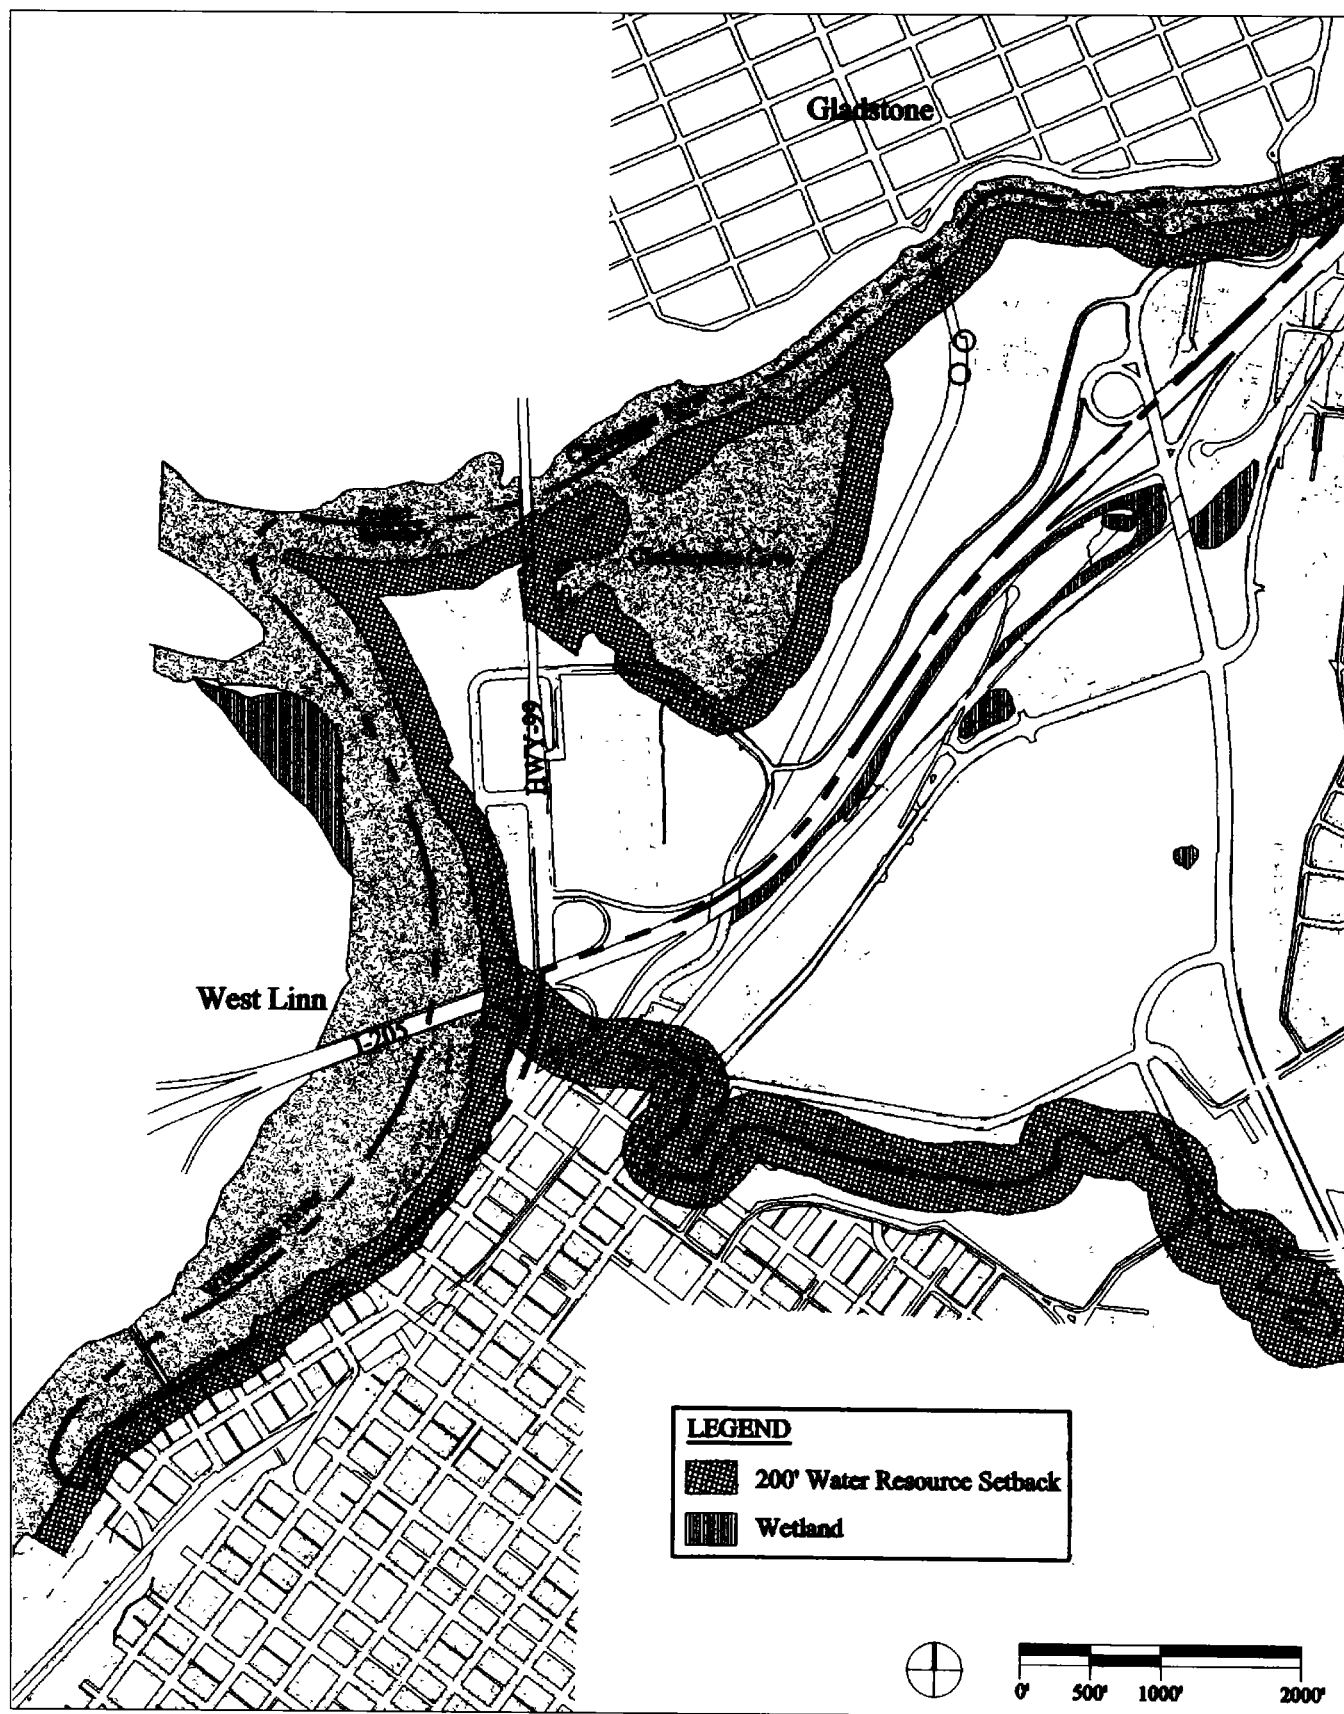 Gladstone
HWY-99
West Linn
I-205
LEGEND
200' Water Resource Setback
Wetland
0' 500' 1000' 2000'